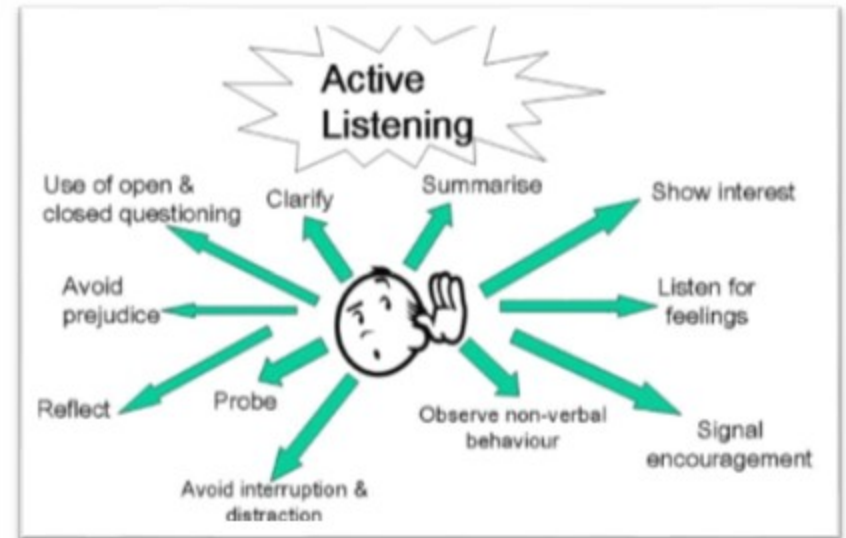 Active
Listening
Use of open &
closed questioning
Clarify
Summarise
Show interest
Avoid
prejudice
Listen for
feelings
Reflect
Probe
Observe non-verbal
behaviour
Signal
encouragement
Avoid interruption &
distraction